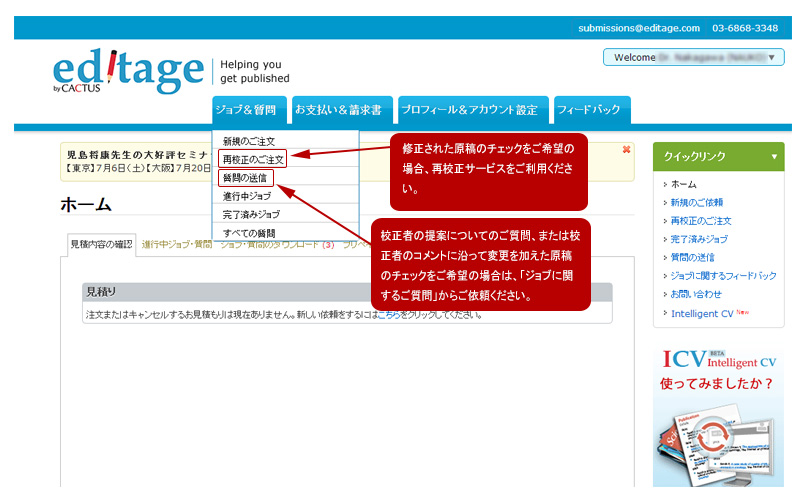 submissions@editage.com 03-6868-3348
editage
by CACTUS
Helping you
get published
Welcome
ジョブ&質問 お支払い&請求書 プロフィール&アカウント設定 フィードバック
新規のご注文
再校正のご注文
質問の送信
進行中ジョブ
完了済みジョブ
すべての質問
児島将康先生の大好評セミナ
【東京】7月6日(土)【大阪】7月20日
修正された原稿のチェックをご希望の
場合、再校正サービスをご利用くださ
い。
ホーム
校正者の提案についてのご質問、または校
正者のコメントに沿って変更を加えた原稿
のチェックをご希望の場合は、「ジョブに関
するご質問」からご依頼ください。
見積内容の確認 進行中ジョブ・質問 ジョブ・質問のダウンロード (3) プリペ
見積り
注文またはキャンセルするお見積もりは現在ありません。新しい依頼をするにはこちらをクリックしてください。
クイックリンク
ホーム
新規のご依頼
再校正のご注文
完了済みジョブ
質問の送信
ジョブに関するフィードバック
お問い合わせ
Intelligent CV New
ICV BETA Intelligent CV
使ってみましたか?